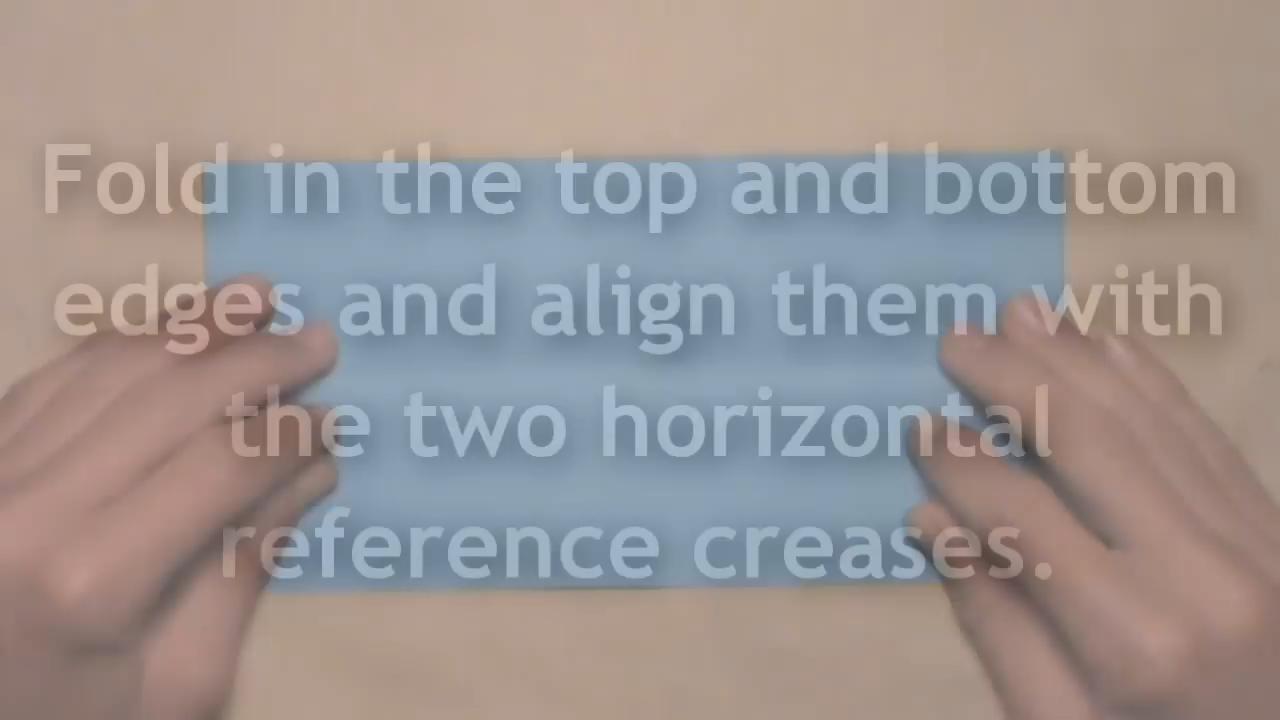 Fold in the top and bottom
edges and align them with
the two horizontal
reference creases.